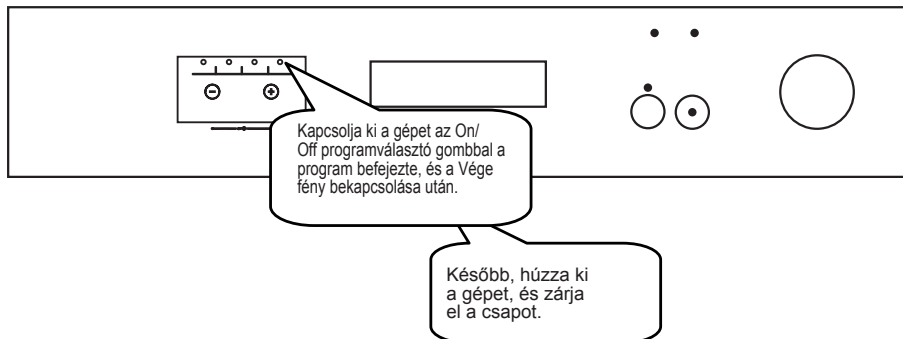 Kapcsolja ki a gépet az On/
Off programválasztó gombbal a
program befejezte, és a Vége
fény bekapcsolása után.
Később, húzza ki
a gépet, és zárja
el a csapot.